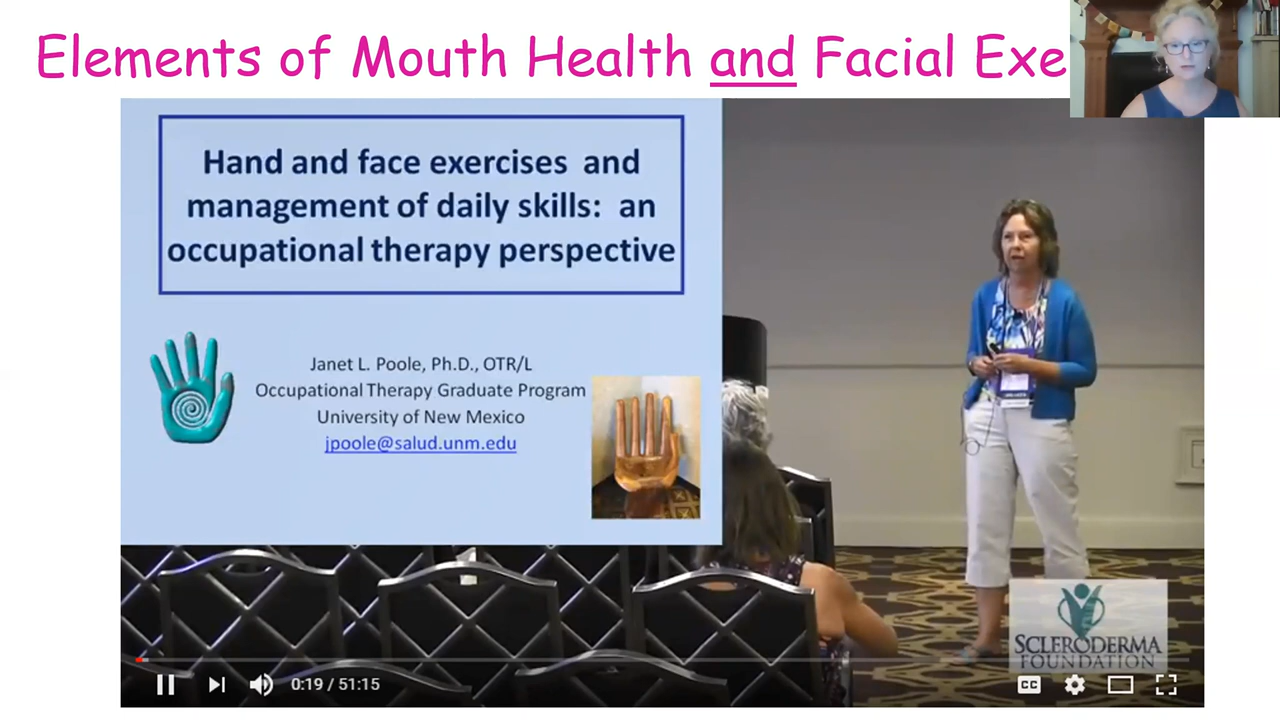 Elements of Mouth Health and Facial Exe
Hand and face exercises and
management of daily skills: an
occupational therapy perspective
Janet L. Poole, Ph.D., OTR/L
Occupational Therapy Graduate Program
University of New Mexico
jpoole@salud.unm.edu
SCLERODERMA
FOUNDATION
0:19 / 51:15
CC